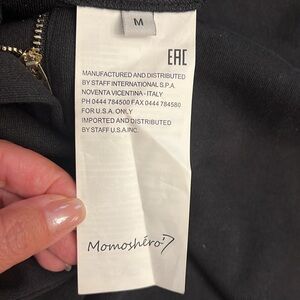 M
EAC
MANUFACTURED AND DISTRIBUTED
BY STAFF INTERNATIONAL S.P.A.
NOVENTA VICENTINA - ITALY
PH 0444 784500 FAX 0444 784580
FOR U.S.A. ONLY
IMPORTED AND DISTRIBUTED
BY STAFF U.S.A INC.
Momoshéro